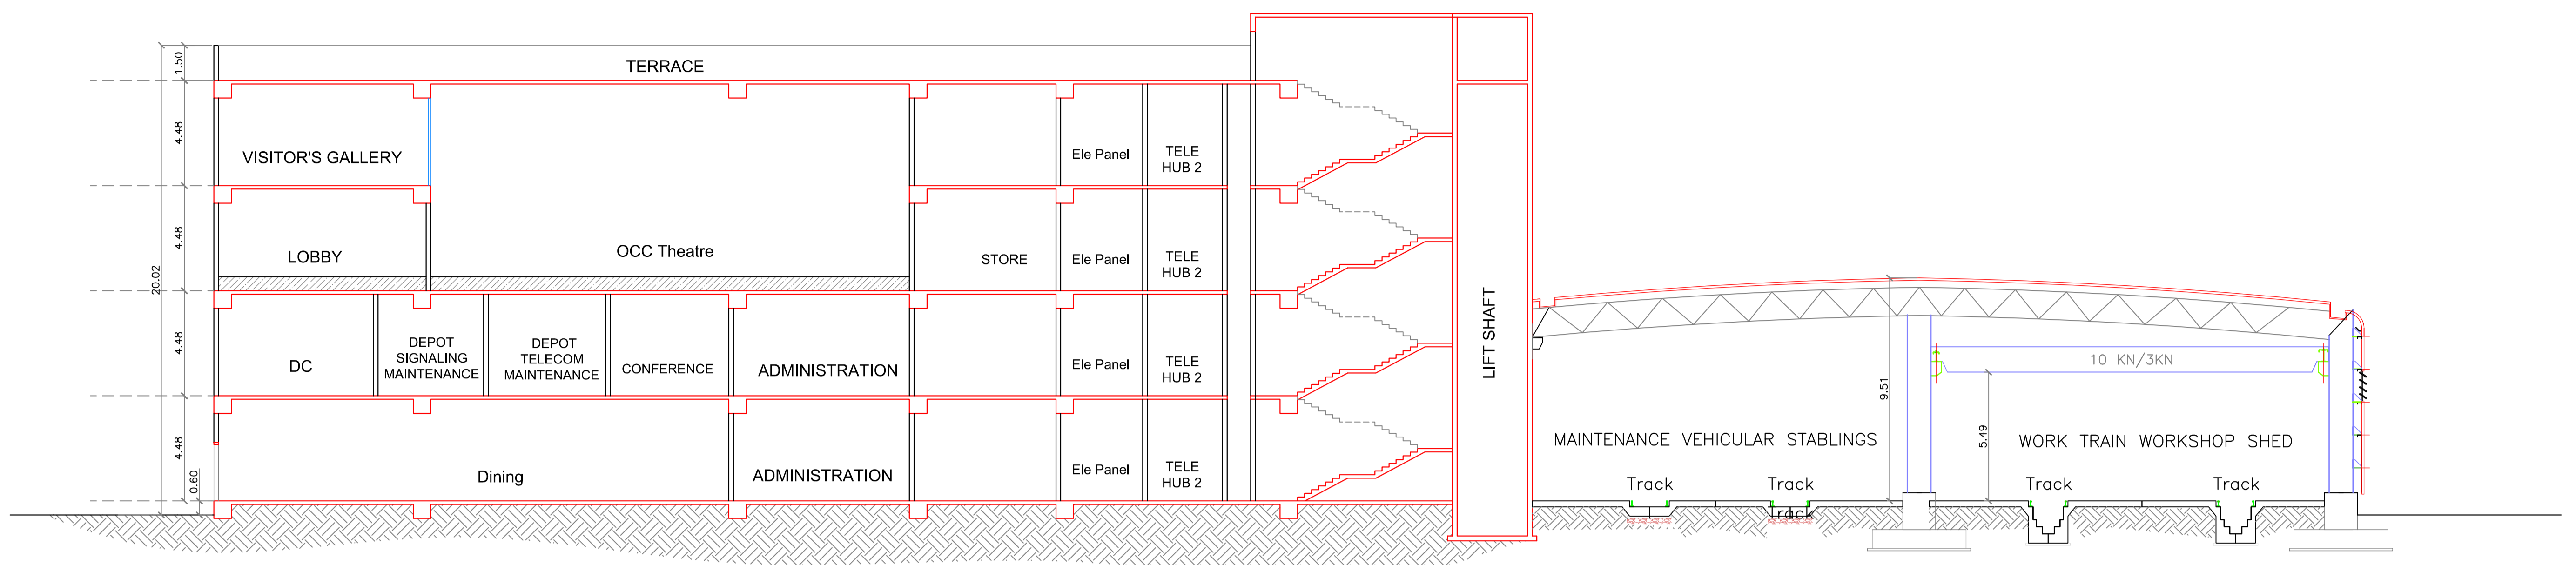 TERRACE
1.50
4.48
VISITOR'S GALLERY
Ele Panel
TELE
HUB 2
4.48
20.02
LOBBY
OCC Theatre
STORE
Ele Panel
TELE
HUB 2
4.48
DC
DEPOT
SIGNALING
MAINTENANCE
DEPOT
TELECOM
MAINTENANCE
CONFERENCE
ADMINISTRATION
Ele Panel
TELE
HUB 2
4.48
0.60
Dining
ADMINISTRATION
Ele Panel
TELE
HUB 2
LIFT SHAFT
10 KN/3KN
9.51
5.49
MAINTENANCE VEHICULAR STABLINGS
WORK TRAIN WORKSHOP SHED
Track
Track
Track
Track
Track